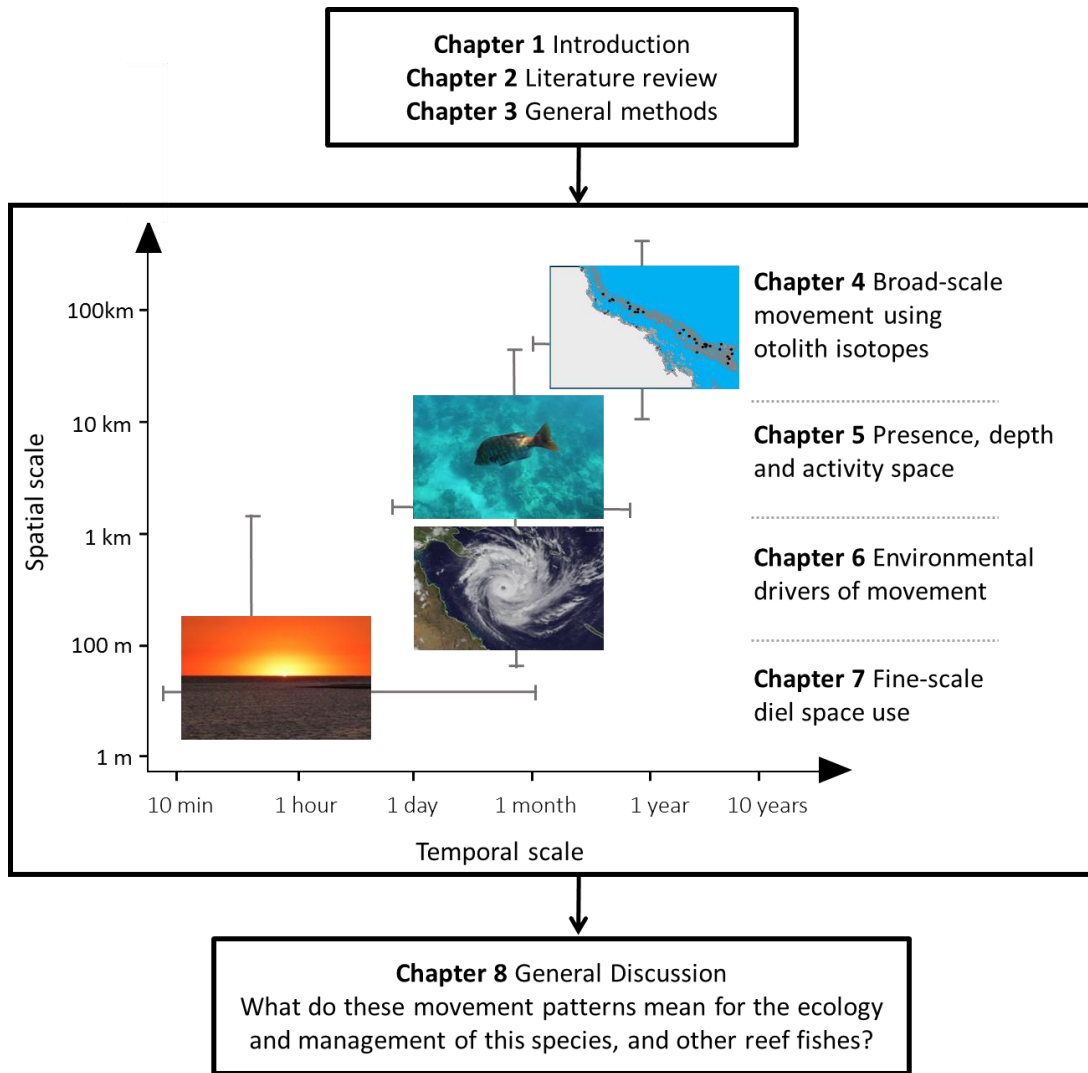 Chapter 1 Introduction
Chapter 2 Literature review
Chapter 3 General methods
Spatial scale
100km
10 km
1 km
100 m
1 m
10 min
1 hour
1 day
1 month
1 year
10 years
Temporal scale
Chapter 4 Broad-scale
movement using
otolith isotopes
Chapter 5 Presence, depth
and activity space
Chapter 6 Environmental
drivers of movement
Chapter 7 Fine-scale
diel space use
Chapter 8 General Discussion
What do these movement patterns mean for the ecology
and management of this species, and other reef fishes?